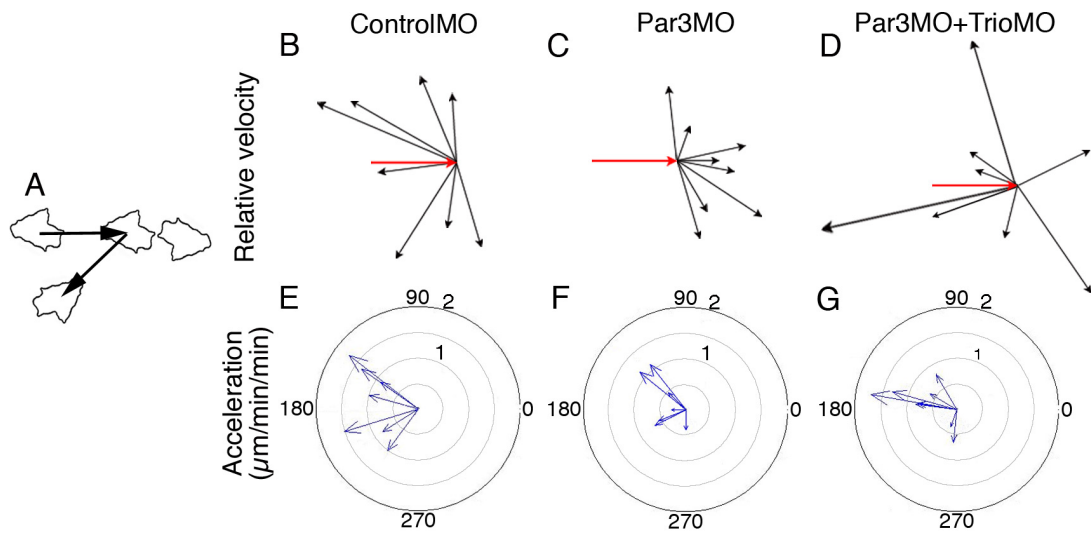 ControlMO
Par3MO
Par3MO+TrioMO
A
B
C
D
Relative velocity
E
F
G
Acceleration
(µm/min/min)
90 2
1
180
0
270
90 2
1
180
0
270
90 2
1
180
0
270